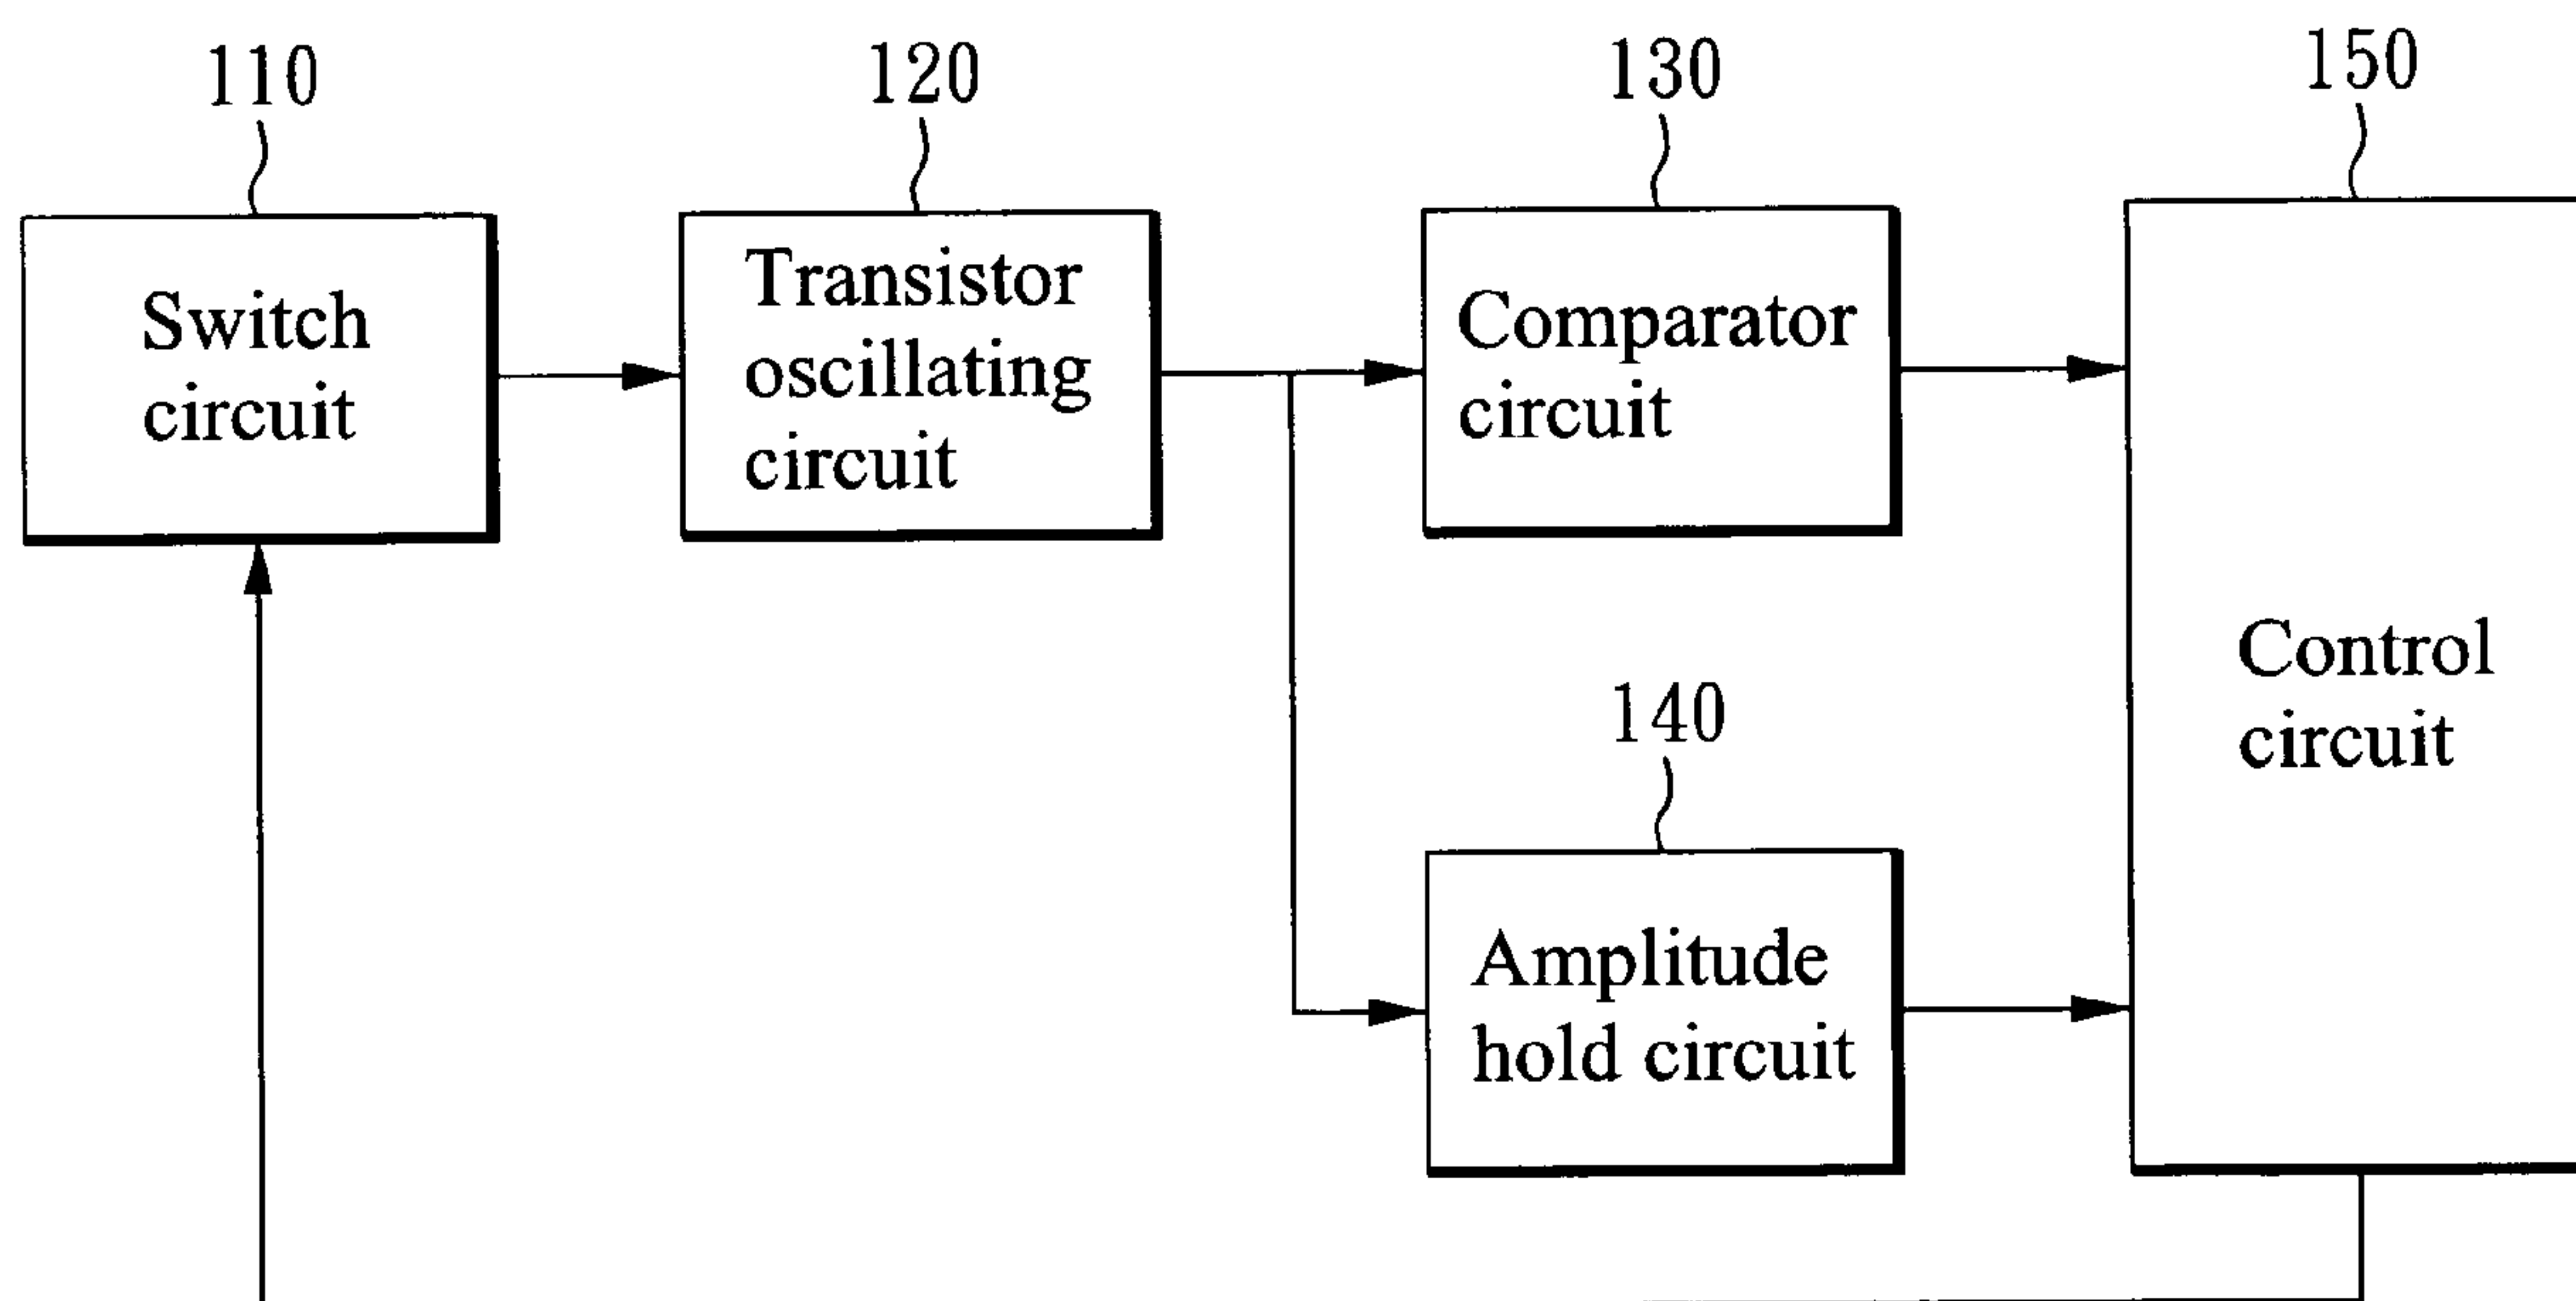 110
120
130
150
Switch
circuit
Transistor
oscillating
circuit
Comparator
circuit
Control
circuit
140
Amplitude
hold circuit